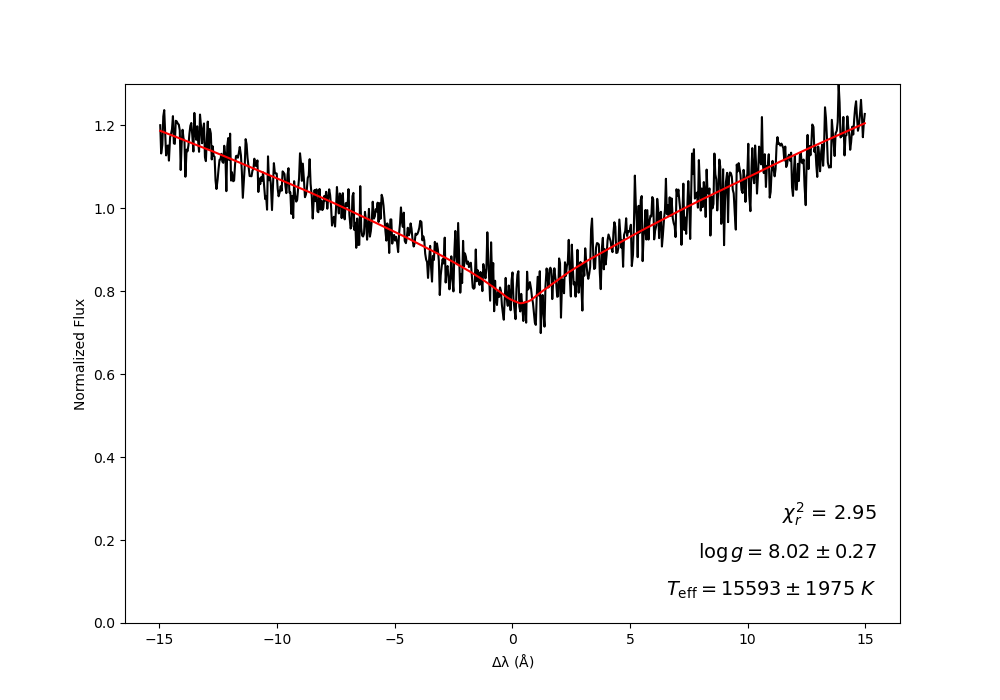 1.2
1.0
0.8
0.6
0.4
0.2
0.0
Normalized Flux
χ²ᵣ = 2.95
log g = 8.02 ± 0.27
T_eff = 15593 ± 1975 K
−15 −10 −5 0 5 10 15
Δλ (Å)